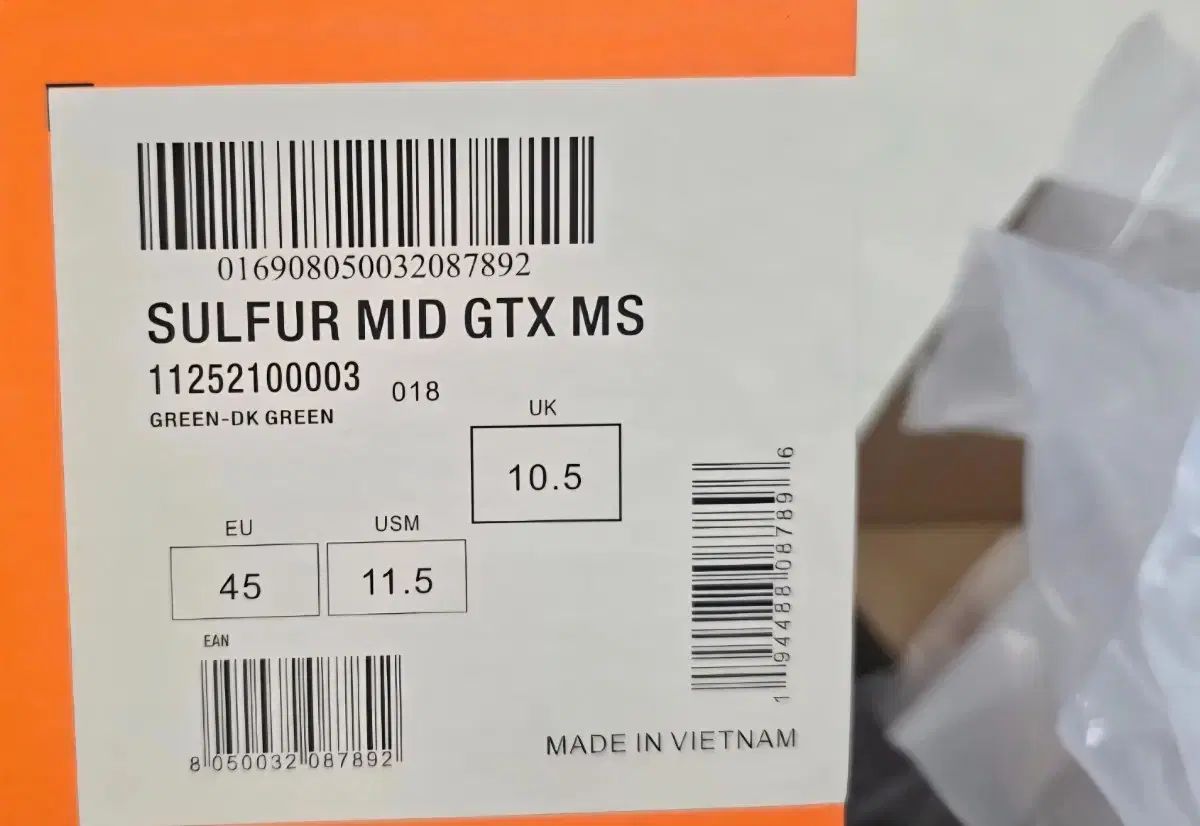 016908050032087892
SULFUR MID GTX MS
11252100003 018
GREEN-DK GREEN
UK
10.5
EU
45
USM
11.5
EAN
8 050032 087892
1 94488 08789 6
MADE IN VIETNAM